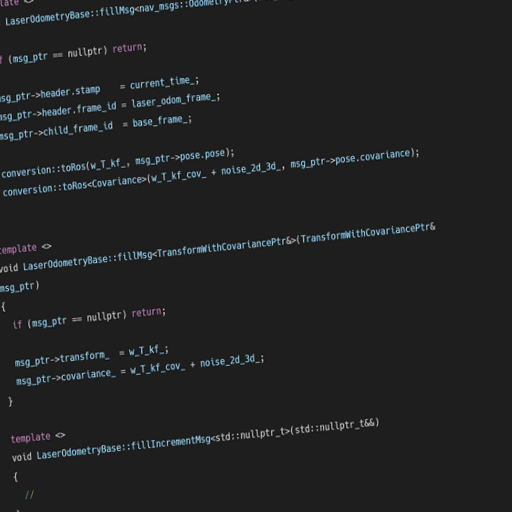 <>
LaserOdometryBase::fillMsg<nav_msgs::OdometryPtr&>
(msg_ptr == nullptr) return;
msg_ptr->header.stamp = current_time_;
msg_ptr->header.frame_id = laser_odom_frame_;
msg_ptr->child_frame_id = base_frame_;
conversion::toRos(w_T_kf_, msg_ptr->pose.pose);
conversion::toRos<Covariance>(w_T_kf_cov_ + noise_2d_3d_, msg_ptr->pose.covariance);
template <>
void LaserOdometryBase::fillMsg<TransformWithCovariancePtr&>(TransformWithCovariancePtr&
msg_ptr)
{
if (msg_ptr == nullptr) return;
msg_ptr->transform_ = w_T_kf_;
msg_ptr->covariance_ = w_T_kf_cov_ + noise_2d_3d_;
}
template <>
void LaserOdometryBase::fillIncrementMsg<std::nullptr_t>(std::nullptr_t&&)
{
//